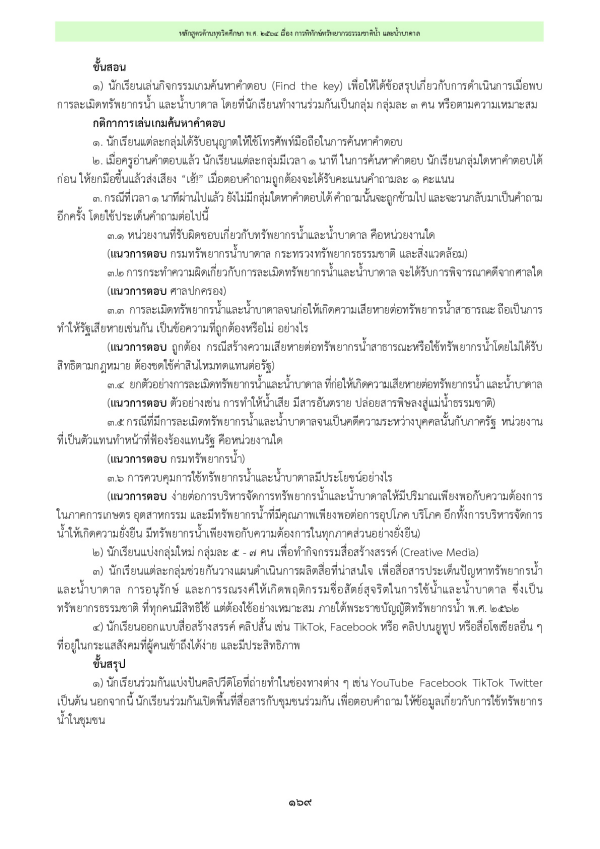 หลักสูตรต้านทุจริตศึกษา พ.ศ. ๒๕๖๔ เรื่อง การพิทักษ์ทรัพยากรธรรมชาติน้ำ และน้ำบาดาล
ขั้นสอน
๑) นักเรียนเล่นกิจกรรมเกมค้นหาคำตอบ (Find the key) เพื่อให้ได้ข้อสรุปเกี่ยวกับการดำเนินการเมื่อพบ
การละเมิดทรัพยากรน้ำ และน้ำบาดาล โดยที่นักเรียนทำงานร่วมกันเป็นกลุ่ม กลุ่มละ ๓ คน หรือตามความเหมาะสม
กติกาการเล่นเกมค้นหาคำตอบ
๑. นักเรียนแต่ละกลุ่มได้รับอนุญาตให้ใช้โทรศัพท์มือถือในการค้นหาคำตอบ
๒. เมื่อครูอ่านคำตอบแล้ว นักเรียนแต่ละกลุ่มมีเวลา ๑ นาที ในการค้นหาคำตอบ นักเรียนกลุ่มใดหาคำตอบได้
ก่อน ให้ยกมือขึ้นแล้วส่งเสียง “เฮ้!” เมื่อตอบคำถามถูกต้องจะได้รับคะแนนคำถามละ ๑ คะแนน
๓. กรณีที่เวลา ๑ นาทีผ่านไปแล้ว ยังไม่มีกลุ่มใดหาคำตอบได้ คำถามนั้นจะถูกข้ามไป และจะวนกลับมาเป็นคำถาม
อีกครั้ง โดยใช้ประเด็นคำถามต่อไปนี้
๓.๑ หน่วยงานที่รับผิดชอบเกี่ยวกับทรัพยากรน้ำและน้ำบาดาล คือหน่วยงานใด
(แนวการตอบ กรมทรัพยากรน้ำบาดาล กระทรวงทรัพยากรธรรมชาติ และสิ่งแวดล้อม)
๓.๒ การกระทำความผิดเกี่ยวกับการละเมิดทรัพยากรน้ำและน้ำบาดาล จะได้รับการพิจารณาคดีจากศาลใด
(แนวการตอบ ศาลปกครอง)
๓.๓ การละเมิดทรัพยากรน้ำและน้ำบาดาลจนก่อให้เกิดความเสียหายต่อทรัพยากรน้ำสาธารณะ ถือเป็นการ
ทำให้รัฐเสียหายเช่นกัน เป็นข้อความที่ถูกต้องหรือไม่ อย่างไร
(แนวการตอบ ถูกต้อง กรณีสร้างความเสียหายต่อทรัพยากรน้ำสาธารณะหรือใช้ทรัพยากรน้ำโดยไม่ได้รับ
สิทธิตามกฎหมาย ต้องชดใช้ค่าสินไหมทดแทนต่อรัฐ)
๓.๔ ยกตัวอย่างการละเมิดทรัพยากรน้ำและน้ำบาดาล ที่ก่อให้เกิดความเสียหายต่อทรัพยากรน้ำ และน้ำบาดาล
(แนวการตอบ ตัวอย่างเช่น การทำให้น้ำเสีย มีสารอันตราย ปล่อยสารพิษลงสู่แม่น้ำธรรมชาติ)
๓.๕ กรณีที่มีการละเมิดทรัพยากรน้ำและน้ำบาดาลจนเป็นคดีความระหว่างบุคคลนั้นกับภาครัฐ หน่วยงาน
ที่เป็นตัวแทนทำหน้าที่ฟ้องร้องแทนรัฐ คือหน่วยงานใด
(แนวการตอบ กรมทรัพยากรน้ำ)
๓.๖ การควบคุมการใช้ทรัพยากรน้ำและน้ำบาดาลมีประโยชน์อย่างไร
(แนวการตอบ ง่ายต่อการบริหารจัดการทรัพยากรน้ำและน้ำบาดาลให้มีปริมาณเพียงพอกับความต้องการ
ในภาคการเกษตร อุตสาหกรรม และมีทรัพยากรน้ำที่มีคุณภาพเพียงพอต่อการอุปโภค บริโภค อีกทั้งการบริหารจัดการ
น้ำให้เกิดความยั่งยืน มีทรัพยากรน้ำเพียงพอกับความต้องการในทุกภาคส่วนอย่างยั่งยืน)
๒) นักเรียนแบ่งกลุ่มใหม่ กลุ่มละ ๕ - ๗ คน เพื่อทำกิจกรรมสื่อสร้างสรรค์ (Creative Media)
๓) นักเรียนแต่ละกลุ่มช่วยกันวางแผนดำเนินการผลิตสื่อที่น่าสนใจ เพื่อสื่อสารประเด็นปัญหาทรัพยากรน้ำ
และน้ำบาดาล การอนุรักษ์ และการรณรงค์ให้เกิดพฤติกรรมซื่อสัตย์สุจริตในการใช้น้ำและน้ำบาดาล ซึ่งเป็น
ทรัพยากรธรรมชาติ ที่ทุกคนมีสิทธิใช้ แต่ต้องใช้อย่างเหมาะสม ภายใต้พระราชบัญญัติทรัพยากรน้ำ พ.ศ. ๒๕๖๒
๔) นักเรียนออกแบบสื่อสร้างสรรค์ คลิปสั้น เช่น TikTok, Facebook หรือ คลิปบนยูทูป หรือสื่อโซเชียลอื่น ๆ
ที่อยู่ในกระแสสังคมที่ผู้คนเข้าถึงได้ง่าย และมีประสิทธิภาพ
ขั้นสรุป
๑) นักเรียนร่วมกันแบ่งปันคลิปวีดิโอที่ถ่ายทำในช่องทางต่าง ๆ เช่น YouTube Facebook TikTok Twitter
เป็นต้น นอกจากนี้ นักเรียนร่วมกันเปิดพื้นที่สื่อสารกับชุมชนร่วมกัน เพื่อตอบคำถาม ให้ข้อมูลเกี่ยวกับการใช้ทรัพยากร
น้ำในชุมชน
๑๖๙